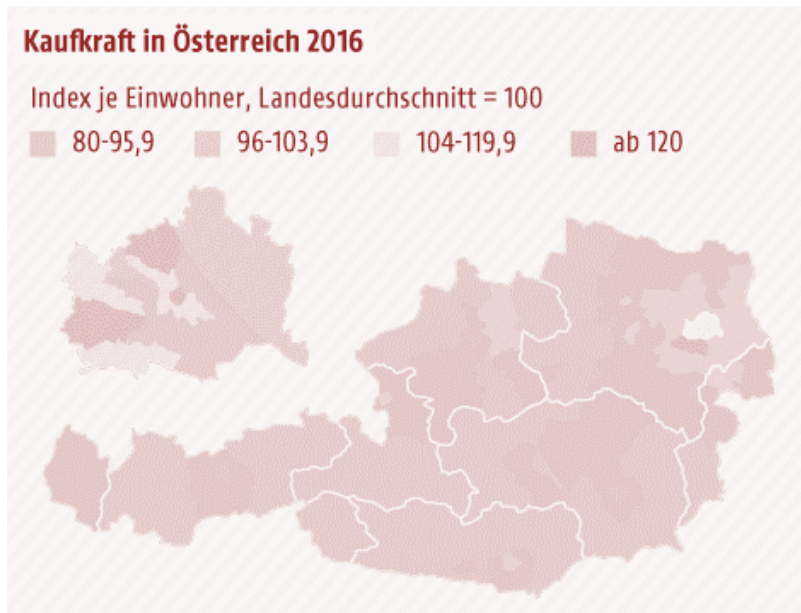 Kaufkraft in Österreich 2016
Index je Einwohner, Landesdurchschnitt = 100
80-95,9 96-103,9 104-119,9 ab 120